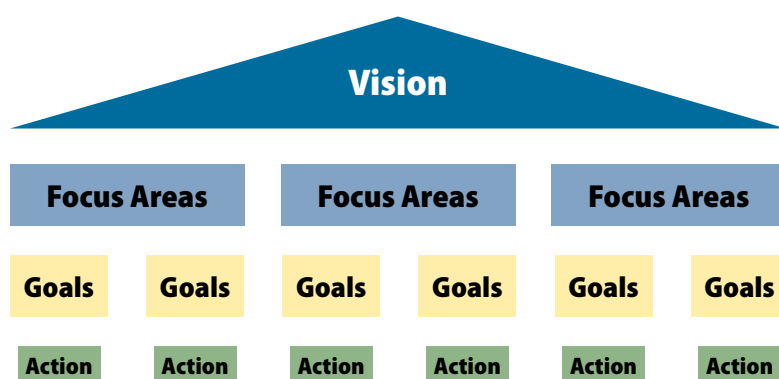 Vision
Focus Areas Focus Areas Focus Areas
Goals Goals Goals Goals Goals Goals
Action Action Action Action Action Action